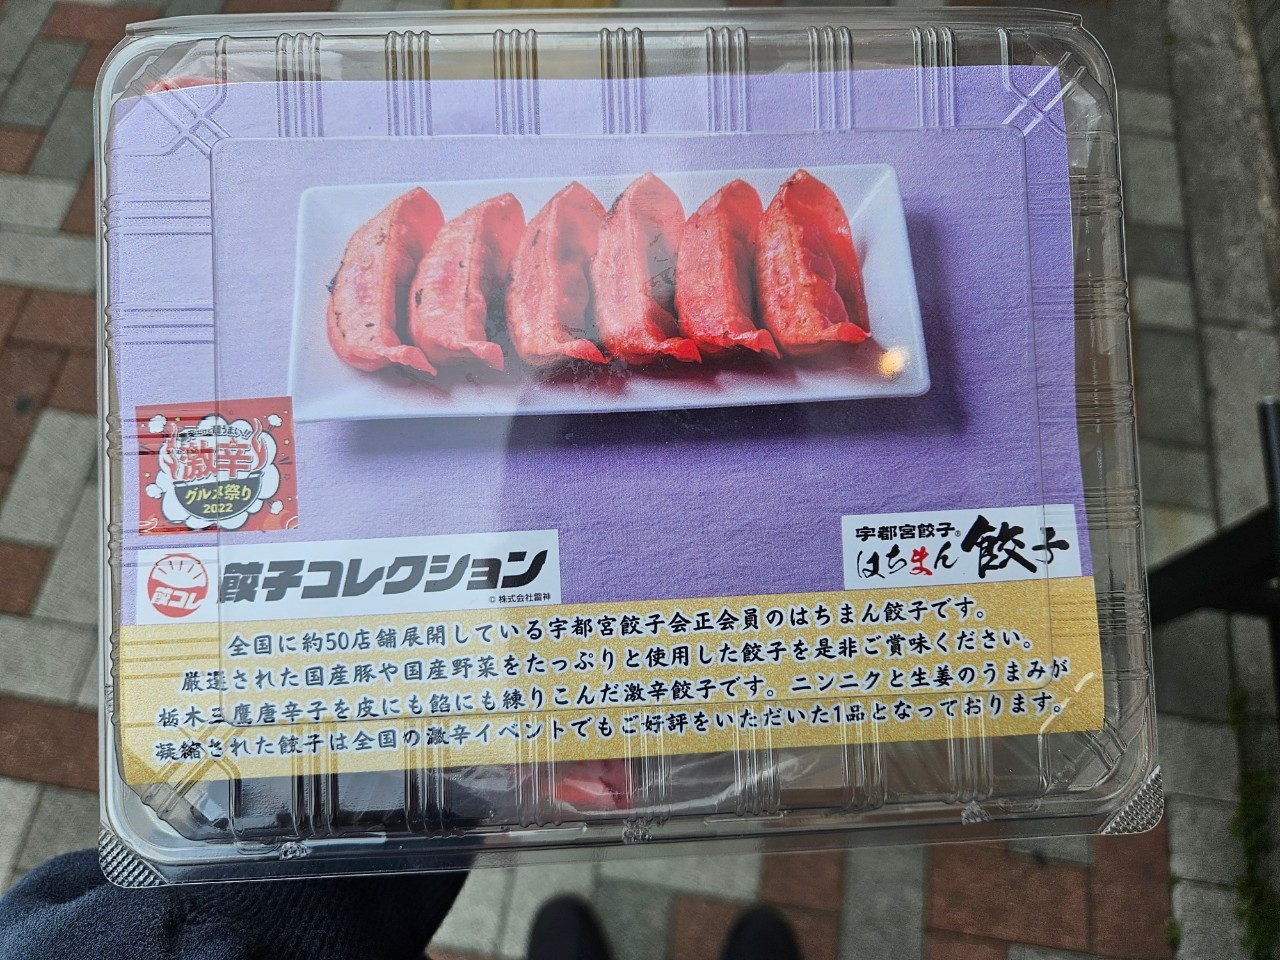 激辛
グルメ祭り
2022
餃コレ
餃子コレクション
© 株式会社雷神
宇都宮餃子®
はちまん餃子
全国に約50店舗展開している宇都宮餃子会正会員のはちまん餃子です。
厳選された国産豚や国産野菜をたっぷりと使用した餃子を是非ご賞味ください。
栃木三鷹唐辛子を皮にも餡にも練りこんだ激辛餃子です。ニンニクと生姜のうまみが
凝縮された餃子は全国の激辛イベントでもご好評をいただいた1品となっております。